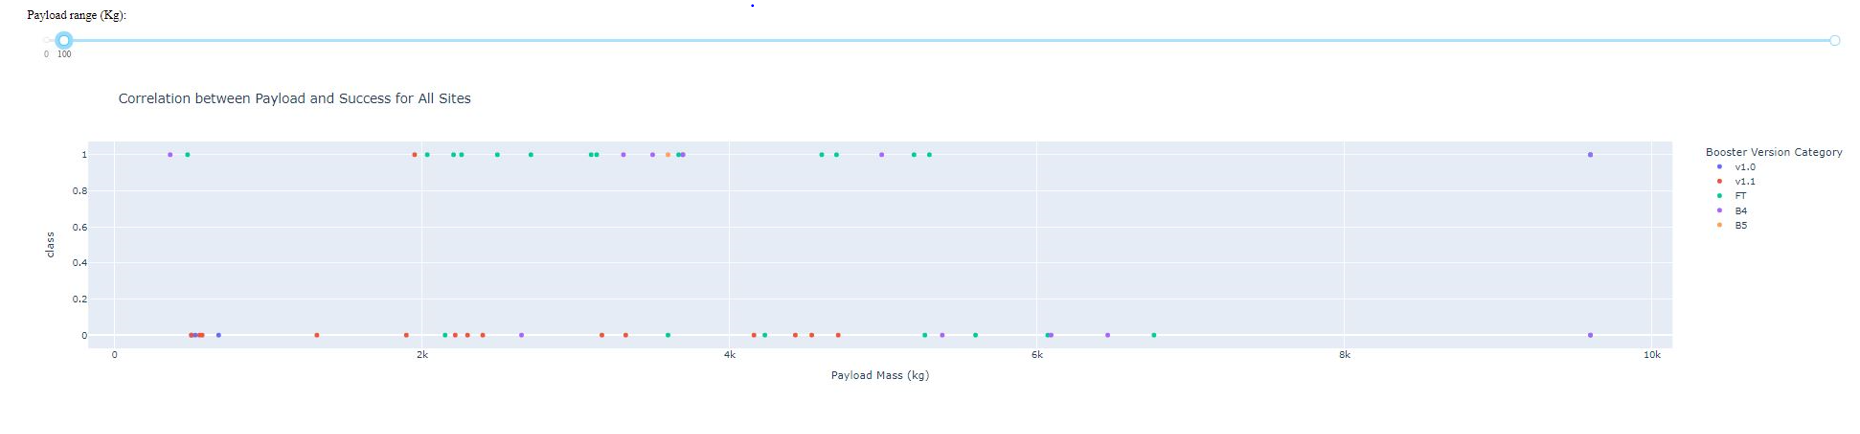 Payload range (Kg):
0 100
Correlation between Payload and Success for All Sites
1
0.8
0.6
0.4
0.2
0
class
0 2k 4k 6k 8k 10k
Payload Mass (kg)
Booster Version Category
v1.0
v1.1
FT
B4
B5